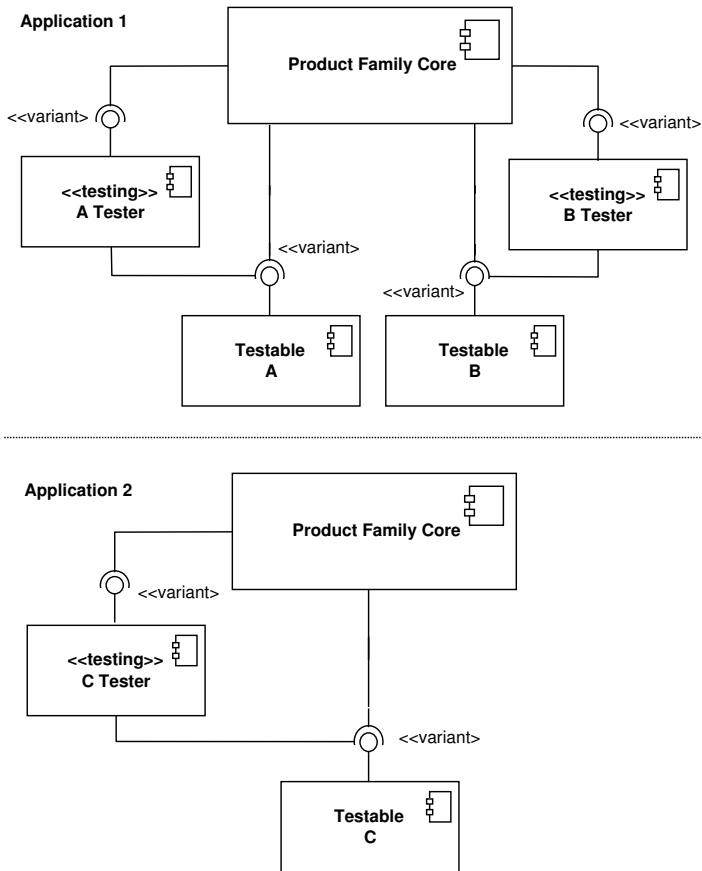 Application 1
Product Family Core
<<variant>
<<variant>
<<testing>>
A Tester
<<testing>>
B Tester
<<variant>
<<variant>
Testable
A
Testable
B
Application 2
Product Family Core
<<variant>
<<testing>>
C Tester
<<variant>
Testable
C